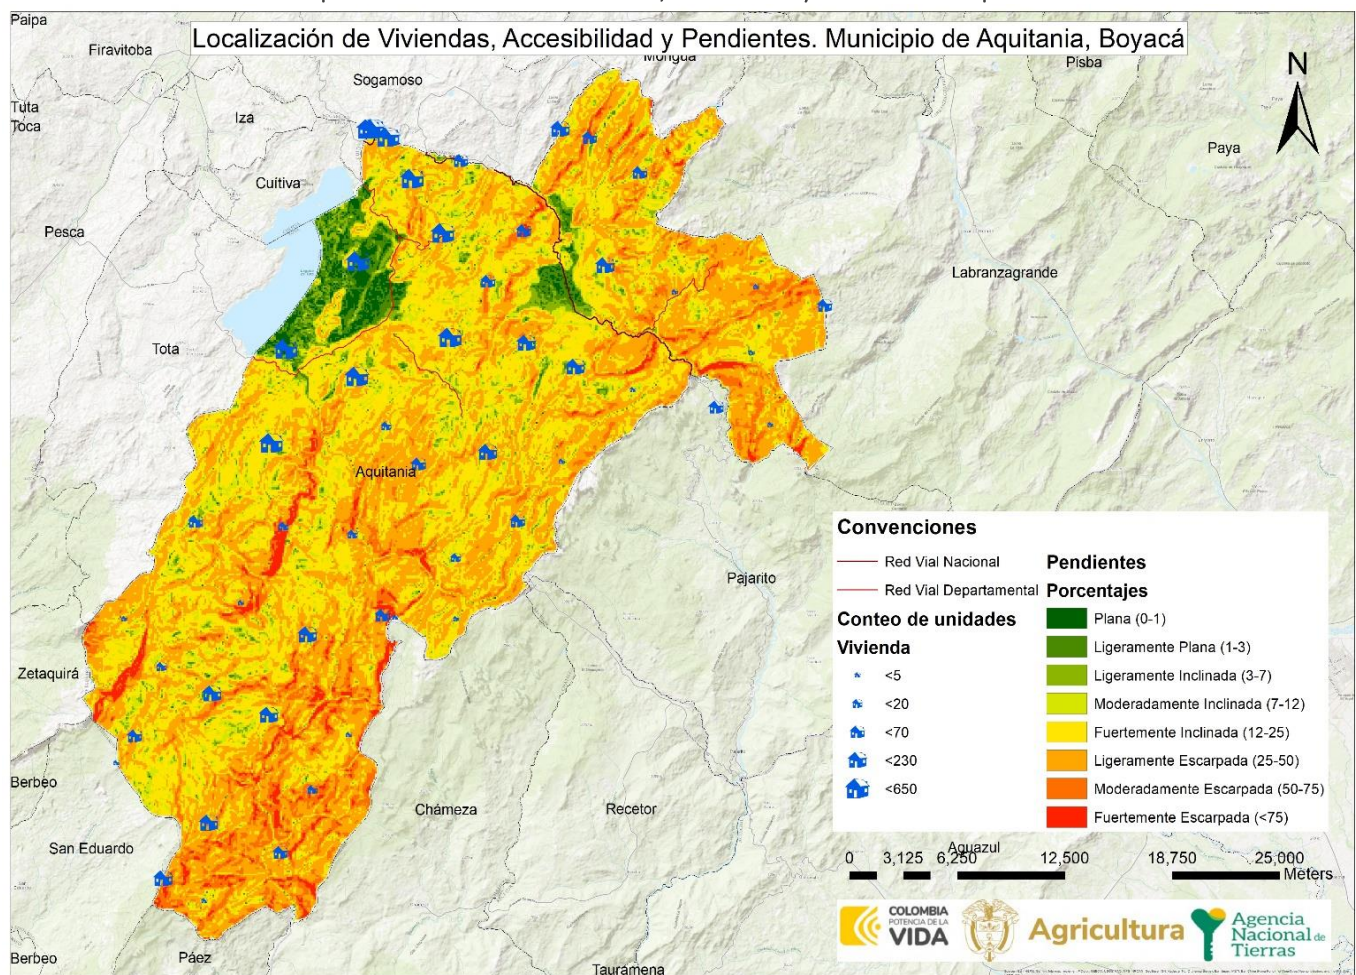 Paipa
Firavitoba
Localización de Viviendas, Accesibilidad y Pendientes. Municipio de Aquitania, Boyacá
Mongua
Pisba
Sogamoso
Tuta
Toca
Iza
Paya
Cuitiva
Pesca
Labranzagrande
Tota
Aquitania
Pajarito
Zetaquirá
Berbeo
Chámeza
Recetor
San Eduardo
Páez
Berbeo
Tauramena
N
Convenciones
Red Vial Nacional
Red Vial Departamental
Conteo de unidades
Vivienda
<5
<20
<70
<230
<650
Pendientes
Porcentajes
Plana (0-1)
Ligeramente Plana (1-3)
Ligeramente Inclinada (3-7)
Moderadamente Inclinada (7-12)
Fuertemente Inclinada (12-25)
Ligeramente Escarpada (25-50)
Moderadamente Escarpada (50-75)
Fuertemente Escarpada (<75)
Aguazul
0 3,125 6,250 12,500 18,750 25,000
Meters
COLOMBIA
POTENCIA DE LA
VIDA
Agricultura
Agencia
Nacional de
Tierras